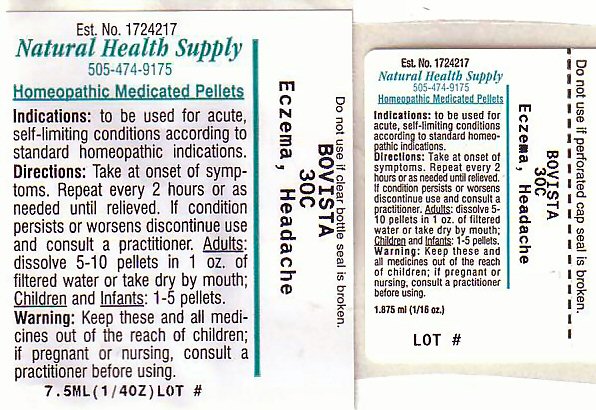 Est. No. 1724217
Natural Health Supply
505-474-9175
Homeopathic Medicated Pellets
Indications: to be used for acute,
self-limiting conditions according to
standard homeopathic indications.
Directions: Take at onset of symp-
toms. Repeat every 2 hours or as
needed until relieved. If condition
persists or worsens discontinue use
and consult a practitioner. Adults:
dissolve 5-10 pellets in 1 oz. of
filtered water or take dry by mouth;
Children and Infants: 1-5 pellets.
Warning: Keep these and all medi-
cines out of the reach of children;
if pregnant or nursing, consult a
practitioner before using.
7.5ML(1/4OZ)LOT #
Do not use if clear bottle seal is broken.
BOVISTA
30C
Eczema, Headache
Est. No. 1724217
Natural Health Supply
505-474-9175
Homeopathic Medicated Pellets
Indications: to be used for
acute, self-limiting conditions
according to standard homeo-
pathic indications.
Directions: Take at onset of
symptoms. Repeat every 2
hours or as needed until relieved.
If condition persists or worsens
discontinue use and consult a
practitioner. Adults: dissolve 5-
10 pellets in 1 oz. of filtered
water or take dry by mouth;
Children and Infants: 1-5 pellets.
Warning: Keep these and
all medicines out of the reach
of children; if pregnant or
nursing, consult a practitioner
before using.
1.875 ml (1/16 oz.)
LOT #
Do not use if perforated cap seal is broken.
BOVISTA
30C
Eczema, Headache